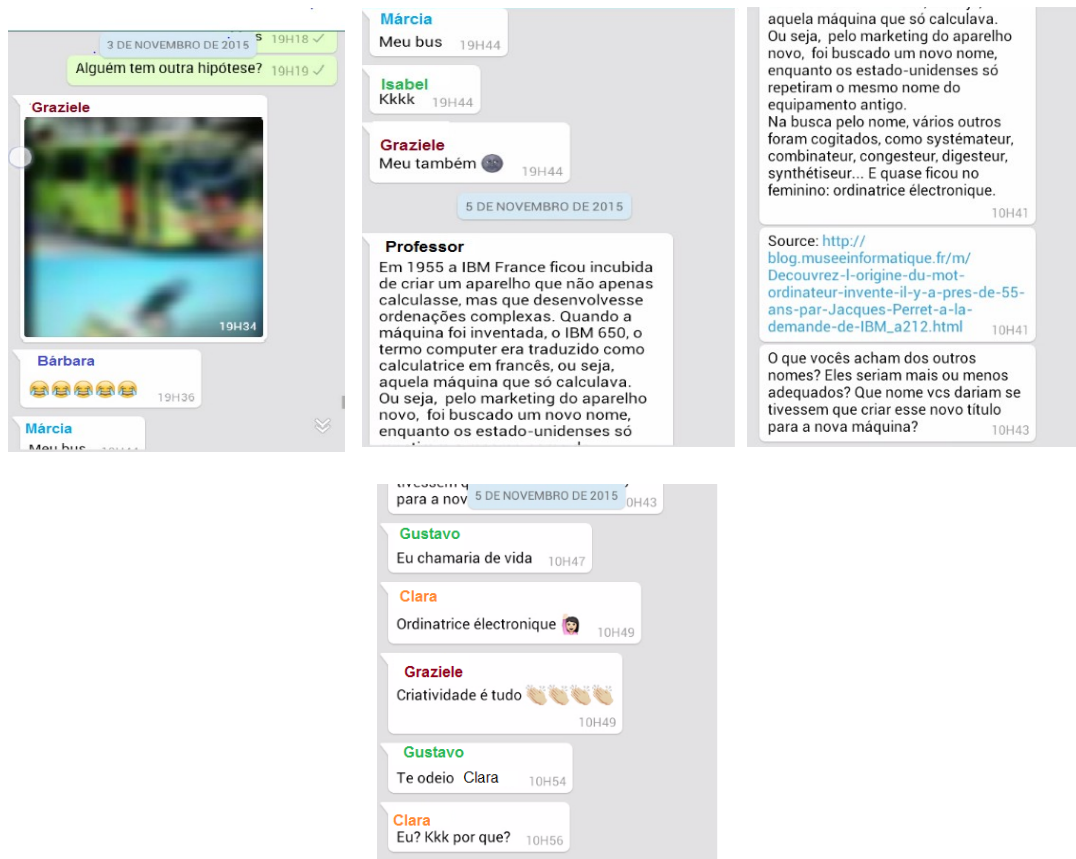 3 DE NOVEMBRO DE 2015
19H18
Alguém tem outra hipótese? 19H19
Graziele
19H34
Bárbara
😂😂😂😂😂
19H36
Márcia
Meu bus 19H44
Márcia
Meu bus 19H44
Isabel
Kkkk 19H44
Graziele
Meu também 🌚
19H44
5 DE NOVEMBRO DE 2015
Professor
Em 1955 a IBM France ficou incubida
de criar um aparelho que não apenas
calculasse, mas que desenvolvesse
ordenações complexas. Quando a
máquina foi inventada, o IBM 650, o
termo computer era traduzido como
calculatrice em francês, ou seja,
aquela máquina que só calculava.
Ou seja, pelo marketing do aparelho
novo, foi buscado um novo nome,
enquanto os estado-unidenses só
aquela máquina que só calculava.
Ou seja, pelo marketing do aparelho
novo, foi buscado um novo nome,
enquanto os estado-unidenses só
repetiram o mesmo nome do
equipamento antigo.
Na busca pelo nome, vários outros
foram cogitados, como systémateur,
combinateur, congesteur, digesteur,
synthétiseur... E quase ficou no
feminino: ordinatrice électronique.
10H41
Source: http://
blog.museeinformatique.fr/m/
Decouvrez-l-origine-du-mot-
ordinateur-invente-il-y-a-pres-de-55-
ans-par-Jacques-Perret-a-la-
demande-de-IBM_a212.html 10H41
O que vocês acham dos outros
nomes? Eles seriam mais ou menos
adequados? Que nome vcs dariam se
tivessem que criar esse novo título
para a nova máquina? 10H43
5 DE NOVEMBRO DE 2015
para a nov 0H43
Gustavo
Eu chamaria de vida 10H47
Clara
Ordinatrice électronique 🙋🏻 10H49
Graziele
Criatividade é tudo 👏🏼👏🏼👏🏼👏🏼
10H49
Gustavo
Te odeio Clara 10H54
Clara
Eu? Kkk por que? 10H56